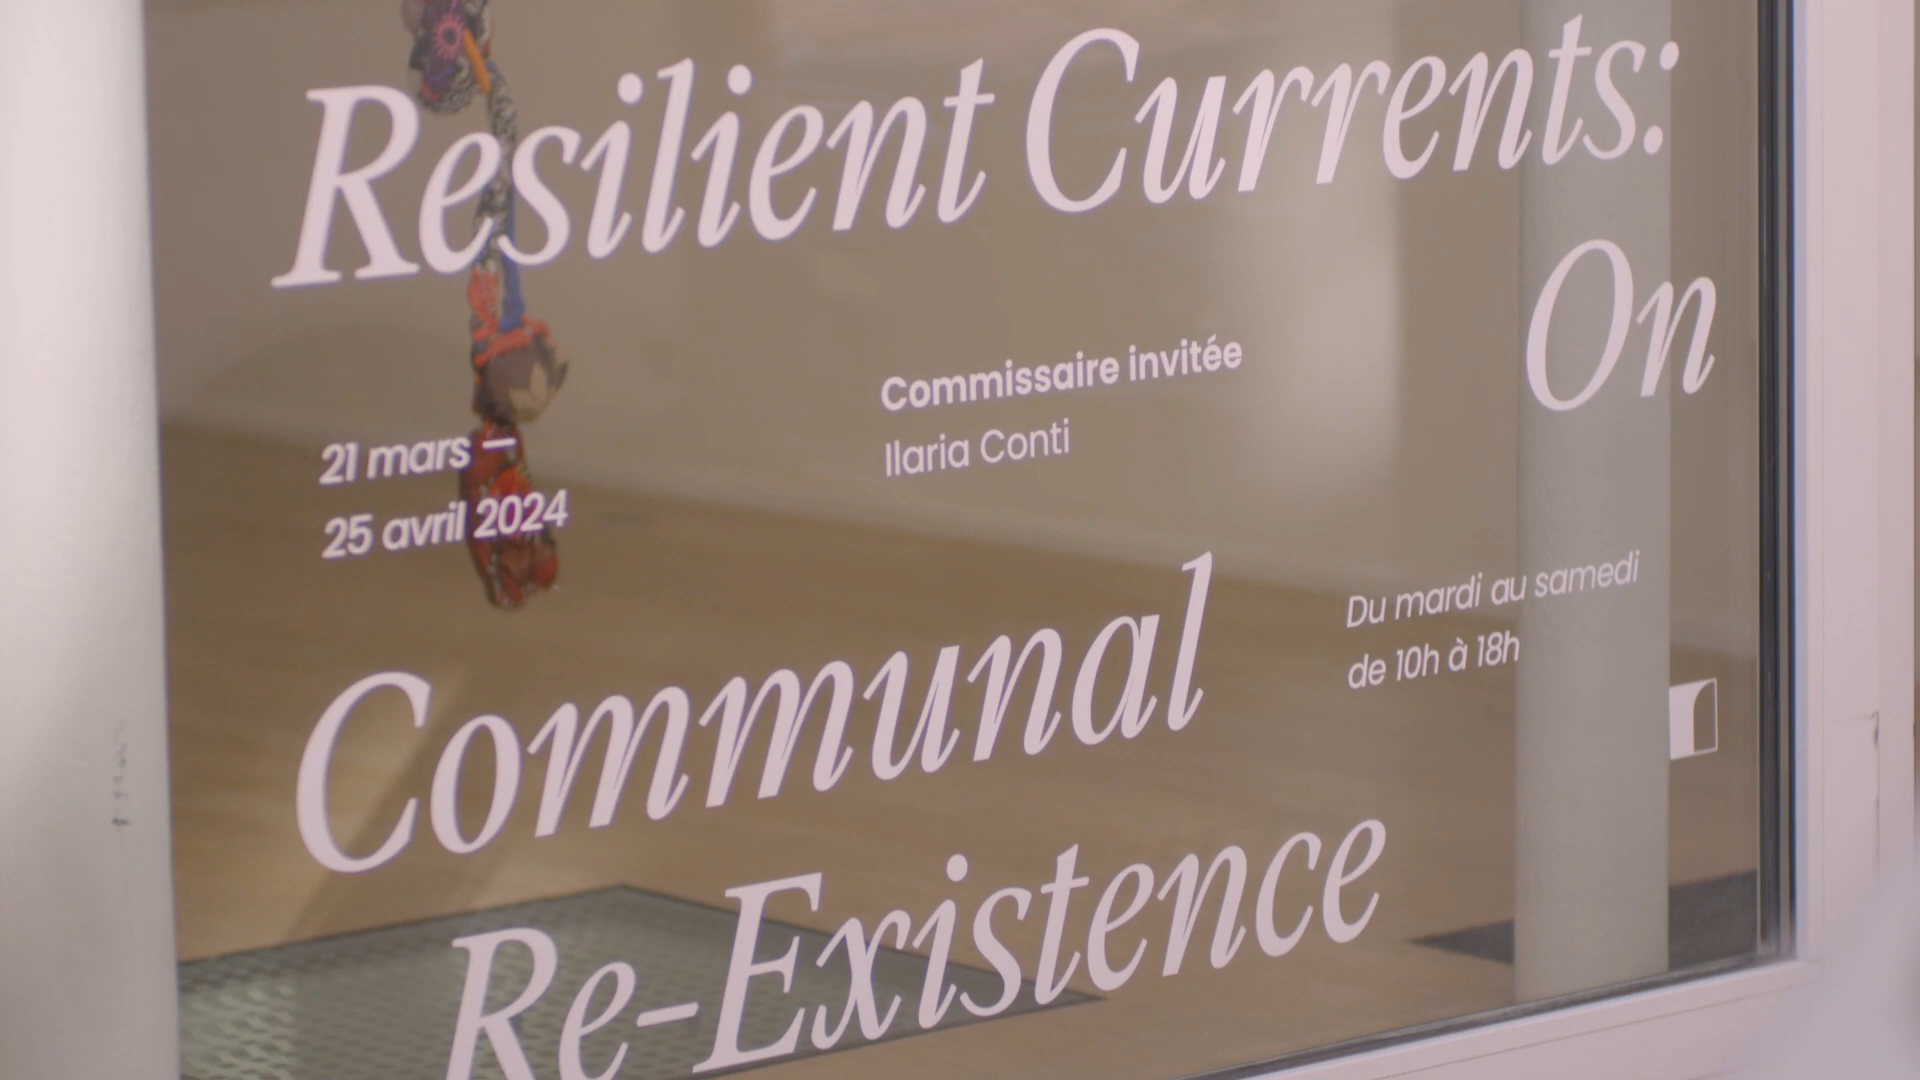 Resilient Currents:
On
Commissaire invitée
Ilaria Conti
21 mars —
25 avril 2024
Communal
Du mardi au samedi
de 10h à 18h
Re-Existence